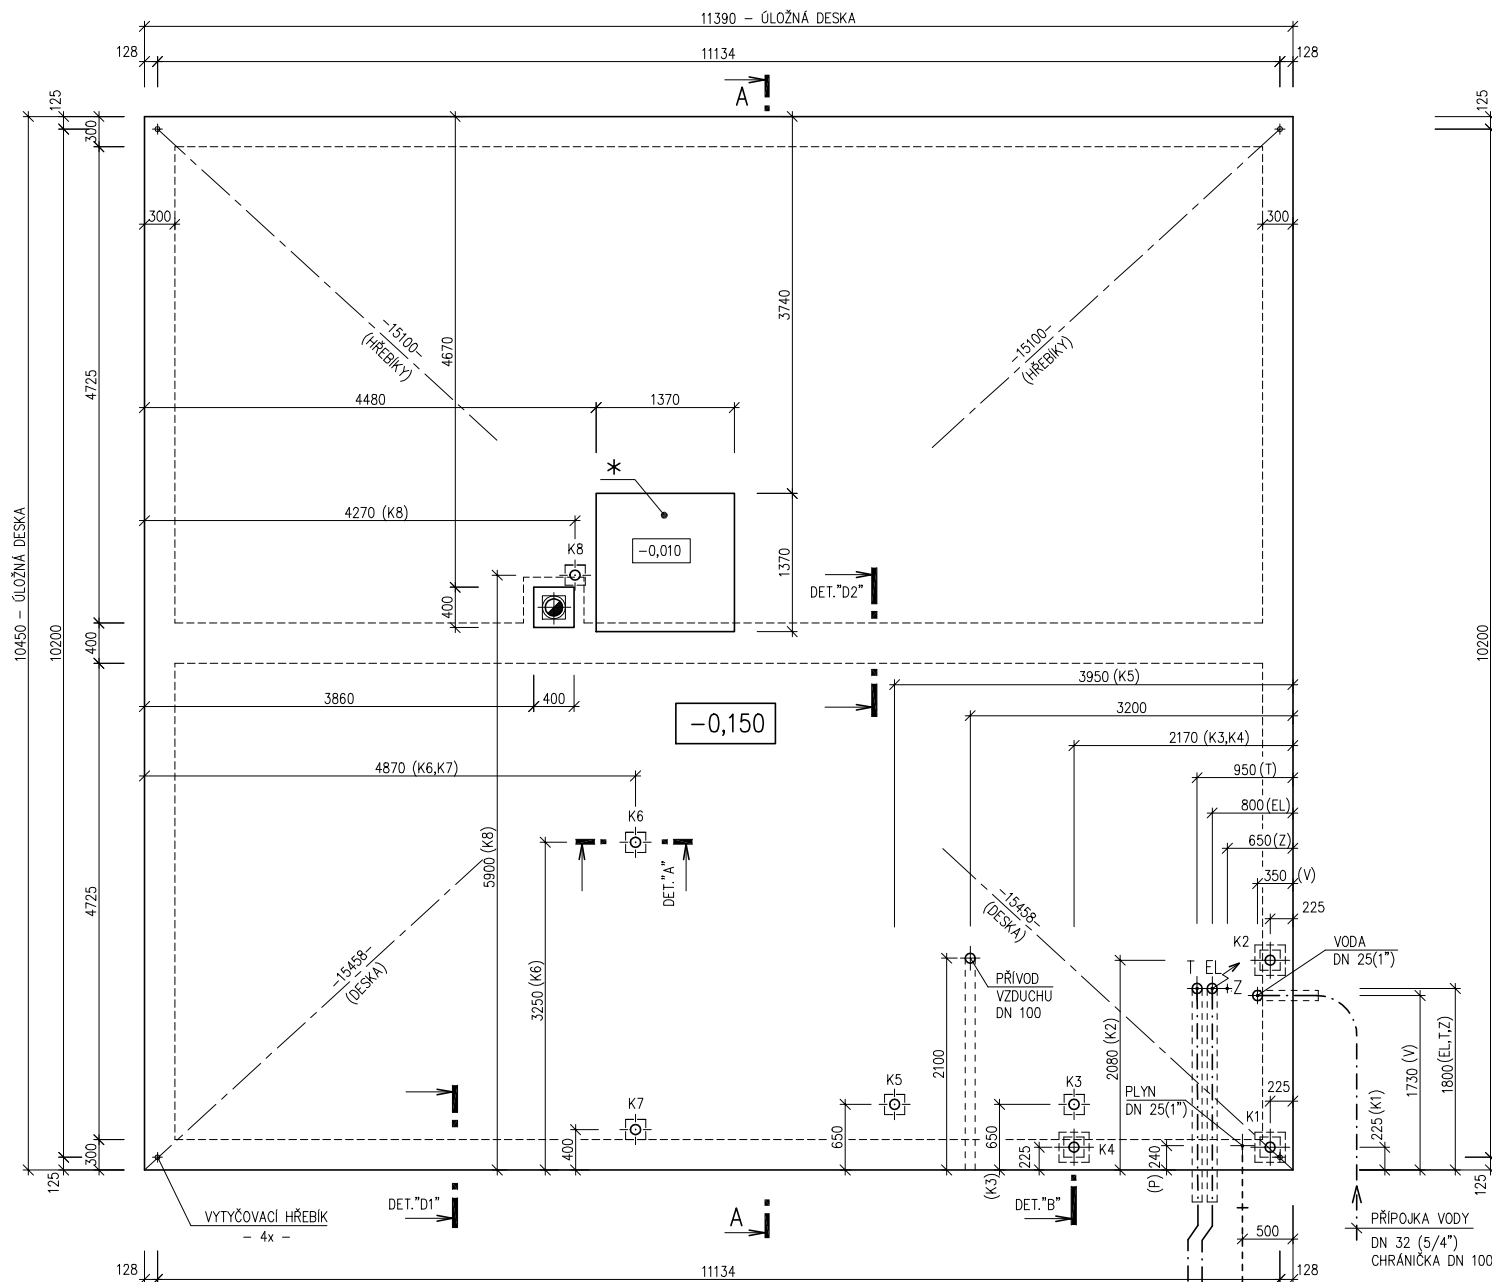 11390 – ÚLOŽNÁ DESKA
128
11134
128
A
125
300
125
300
300
4670
3740
–15100–
(HŘEBÍKY)
–15100–
(HŘEBÍKY)
4725
4480
1370
*
4270 (K8)
K8
–0,010
1370
DET."D2"
10450 – ÚLOŽNÁ DESKA
10200
400
400
10200
3950 (K5)
3860
400
–0,150
3200
2170 (K3,K4)
4870 (K6,K7)
950 (T)
K6
800 (EL)
650 (Z)
5900 (K8)
DET."A"
350 (V)
4725
–15458–
(DESKA)
–15458–
(DESKA)
225
K2
VODA
DN 25(1")
T
EL
Z
PŘÍVOD
VZDUCHU
DN 100
3250 (K6)
2100
2080 (K2)
1730 (V)
1800 (EL,T,Z)
K5
K3
PLYN
DN 25(1")
225
K1
K7
400
650
650
(K3)
225
K4
240
(P)
225 (K1)
300
125
125
VYTYČOVACÍ HŘEBÍK
– 4x –
DET."D1"
A
DET."B"
500
PŘÍPOJKA VODY
DN 32 (5/4")
CHRÁNIČKA DN 100
128
11134
128